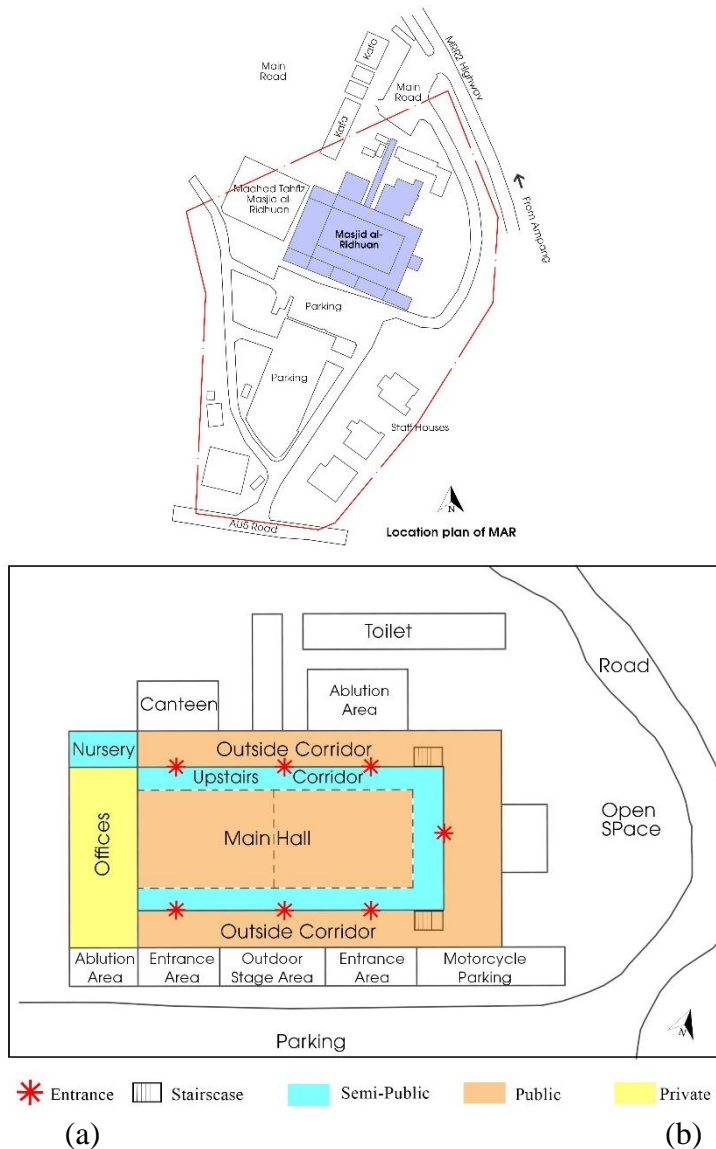 Kafa
Main
Road
Main
Road
MRR2 Highway
Kafa
From Ampang
Maahad Tahfiz
Masjid al-
Ridhuan
Masjid al-
Ridhuan
Parking
Parking
Staff Houses
N
AU5 Road
Location plan of MAR
Toilet
Road
Canteen
Ablution
Area
Nursery
Outside Corridor
Upstairs Corridor
Open
SPace
Offices
Main Hall
Outside Corridor
Ablution
Area
Entrance
Area
Outdoor
Stage Area
Entrance
Area
Motorcycle
Parking
Parking
N
Entrance
Stairscase
Semi-Public
Public
Private
(a)
(b)